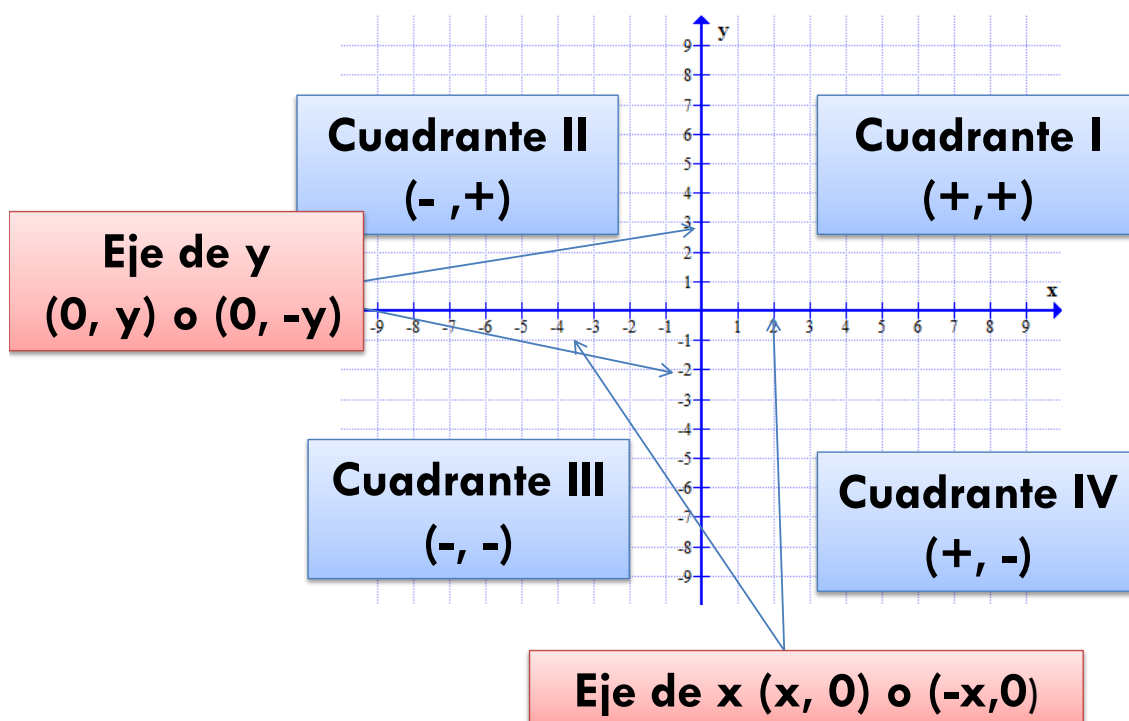 y
9
8
7
6
5
4
3
2
1
Cuadrante II
(- ,+)
Cuadrante I
(+,+)
Eje de y
(0, y) o (0, -y)
x
-9 -8 -7 -6 -5 -4 -3 -2 -1 1 2 3 4 5 6 7 8 9
-1
-2
-3
-4
-5
-6
-7
-8
-9
Cuadrante III
(-, -)
Cuadrante IV
(+, -)
Eje de x (x, 0) o (-x,0)